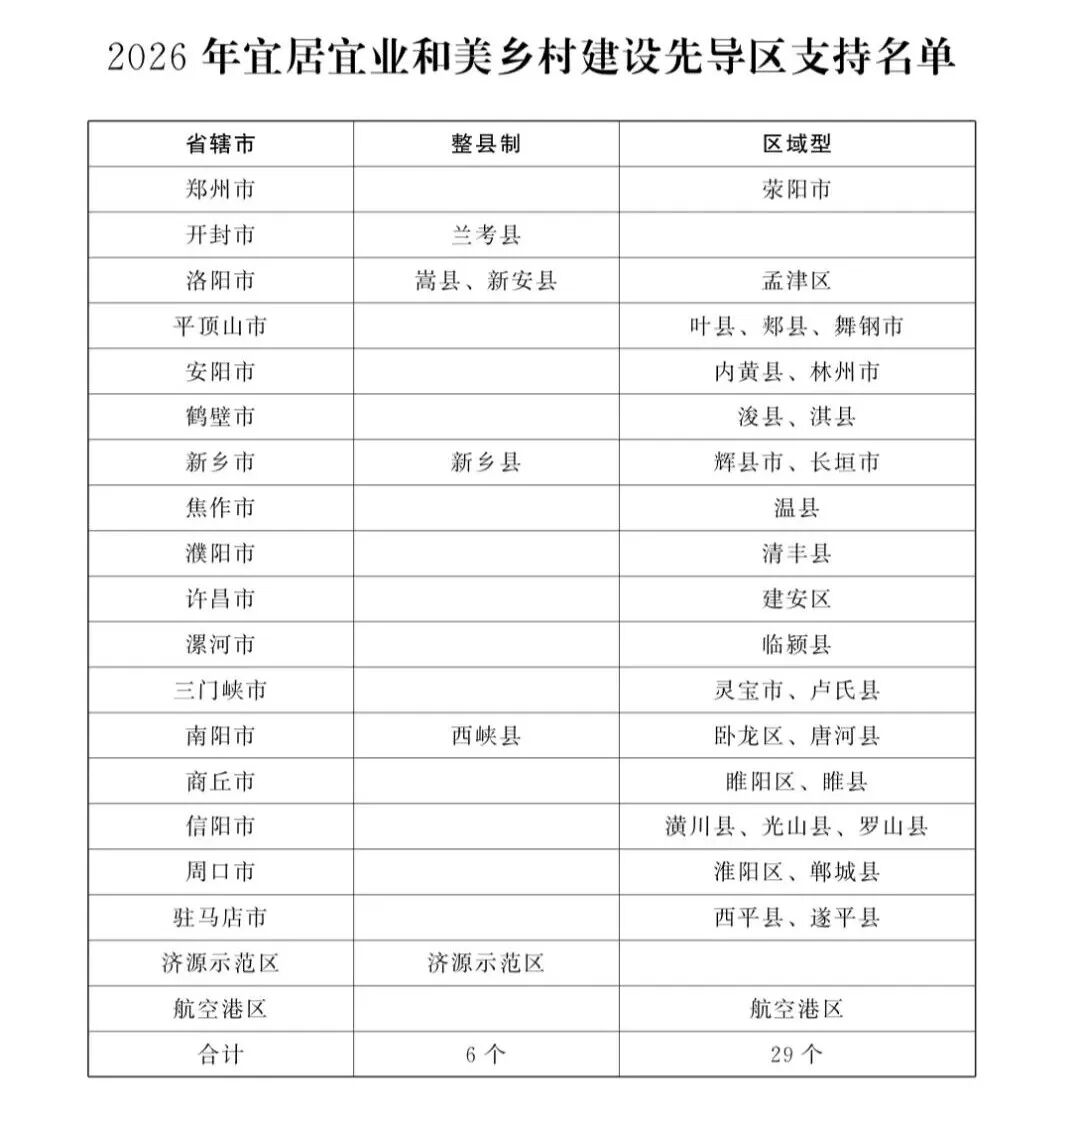 2026 年宜居宜业和美乡村建设先导区支持名单
省辖市 整县制 区域型
郑州市 荥阳市
开封市 兰考县
洛阳市 嵩县、新安县 孟津区
平顶山市 叶县、郏县、舞钢市
安阳市 内黄县、林州市
鹤壁市 浚县、淇县
新乡市 新乡县 辉县市、长垣市
焦作市 温县
濮阳市 清丰县
许昌市 建安区
漯河市 临颍县
三门峡市 灵宝市、卢氏县
南阳市 西峡县 卧龙区、唐河县
商丘市 睢阳区、睢县
信阳市 潢川县、光山县、罗山县
周口市 淮阳区、郸城县
驻马店市 西平县、遂平县
济源示范区 济源示范区
航空港区 航空港区
合计 6 个 29 个